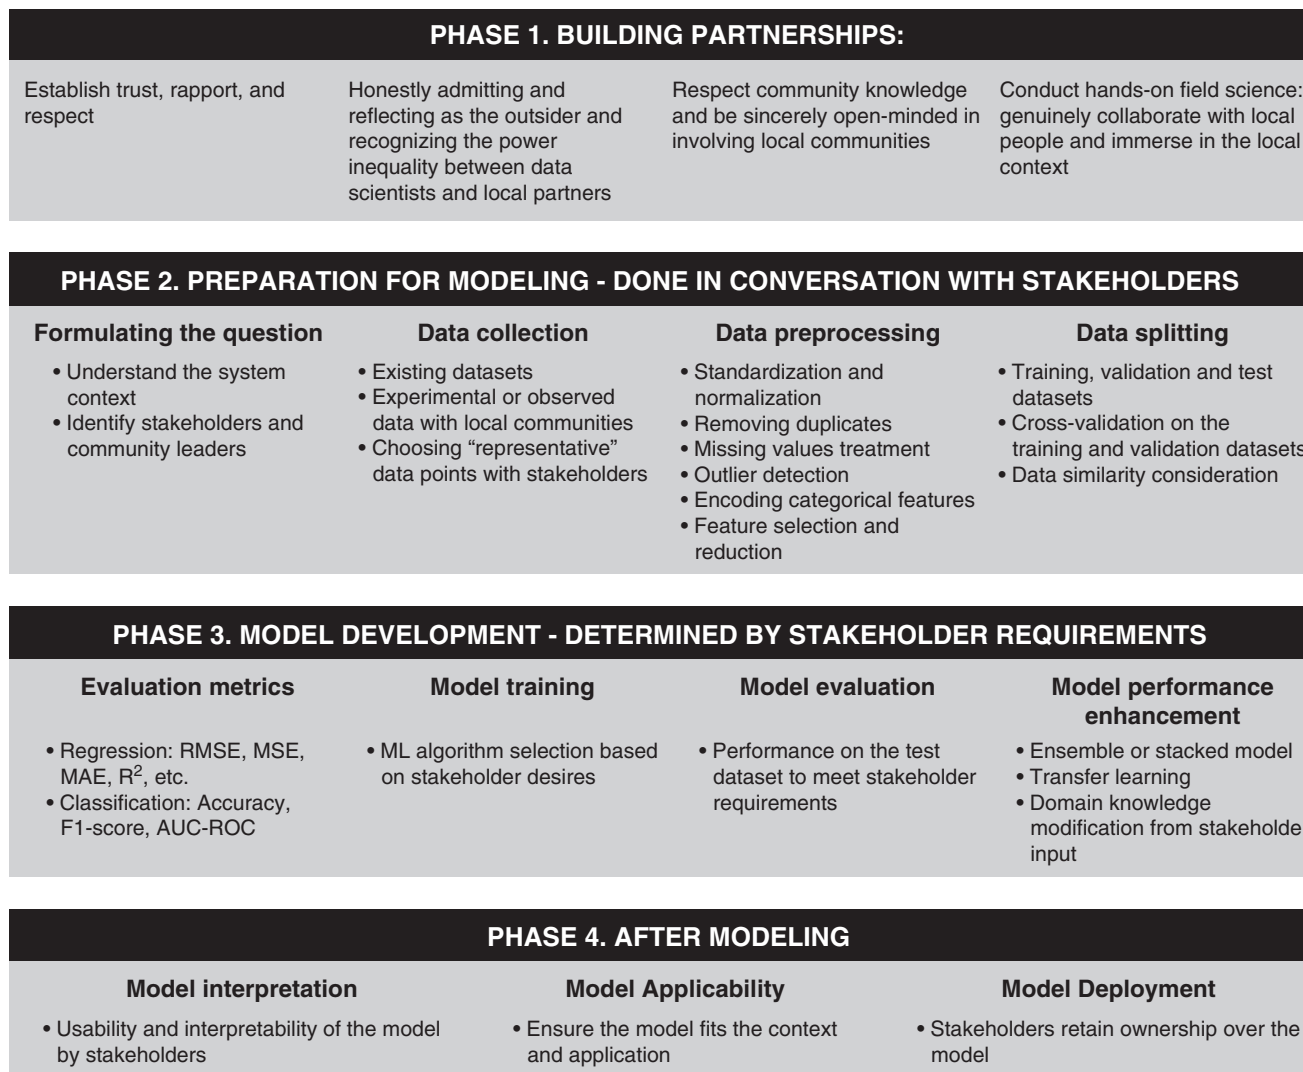 PHASE 1. BUILDING PARTNERSHIPS:
Establish trust, rapport, and
respect
Honestly admitting and
reflecting as the outsider and
recognizing the power
inequality between data
scientists and local partners
Respect community knowledge
and be sincerely open-minded in
involving local communities
Conduct hands-on field science:
genuinely collaborate with local
people and immerse in the local
context
PHASE 2. PREPARATION FOR MODELING - DONE IN CONVERSATION WITH STAKEHOLDERS
Formulating the question
• Understand the system
context
• Identify stakeholders and
community leaders
Data collection
• Existing datasets
• Experimental or observed
data with local communities
• Choosing “representative”
data points with stakeholders
Data preprocessing
• Standardization and
normalization
• Removing duplicates
• Missing values treatment
• Outlier detection
• Encoding categorical features
• Feature selection and
reduction
Data splitting
• Training, validation and test
datasets
• Cross-validation on the
training and validation datasets
• Data similarity consideration
PHASE 3. MODEL DEVELOPMENT - DETERMINED BY STAKEHOLDER REQUIREMENTS
Evaluation metrics
• Regression: RMSE, MSE,
MAE, R², etc.
• Classification: Accuracy,
F1-score, AUC-ROC
Model training
• ML algorithm selection based
on stakeholder desires
Model evaluation
• Performance on the test
dataset to meet stakeholder
requirements
Model performance
enhancement
• Ensemble or stacked model
• Transfer learning
• Domain knowledge
modification from stakeholde
input
PHASE 4. AFTER MODELING
Model interpretation
• Usability and interpretability of the model
by stakeholders
Model Applicability
• Ensure the model fits the context
and application
Model Deployment
• Stakeholders retain ownership over the
model